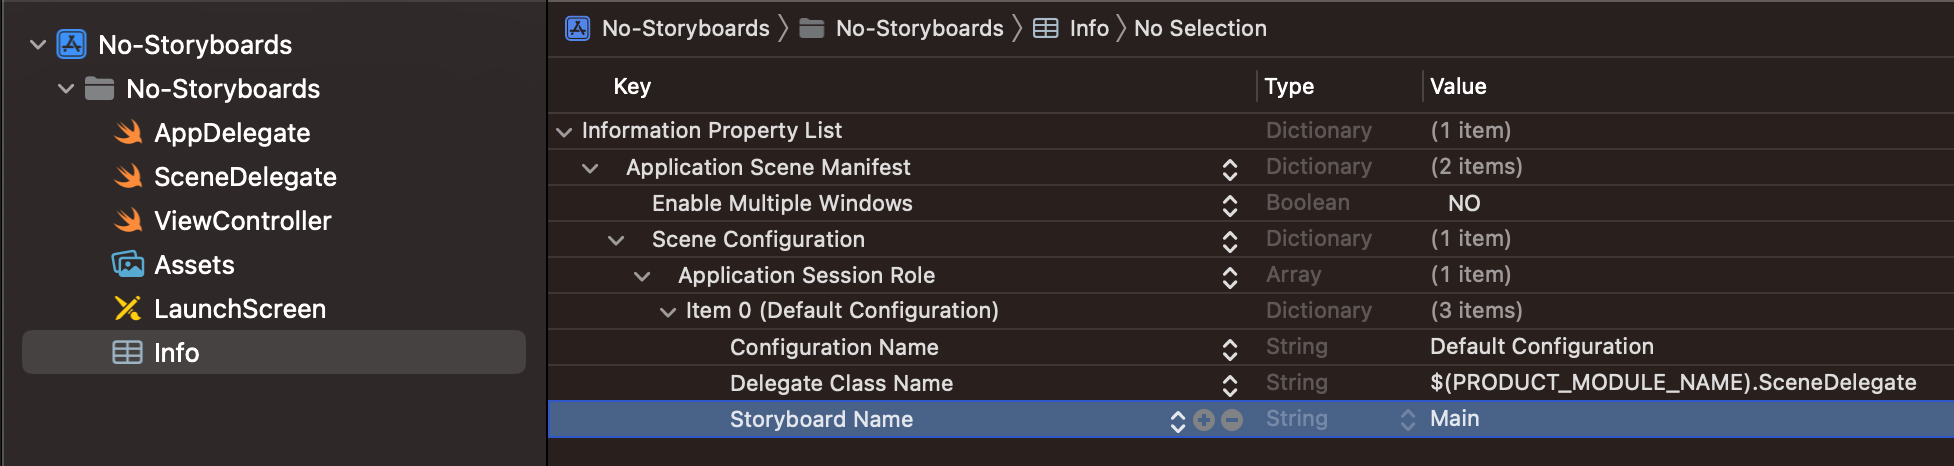 No-Storyboards
No-Storyboards
AppDelegate
SceneDelegate
ViewController
Assets
LaunchScreen
Info
No-Storyboards No-Storyboards Info No Selection
Key Type Value
Information Property List Dictionary (1 item)
Application Scene Manifest Dictionary (2 items)
Enable Multiple Windows Boolean NO
Scene Configuration Dictionary (1 item)
Application Session Role Array (1 item)
Item 0 (Default Configuration) Dictionary (3 items)
Configuration Name String Default Configuration
Delegate Class Name String $(PRODUCT_MODULE_NAME).SceneDelegate
Storyboard Name String Main